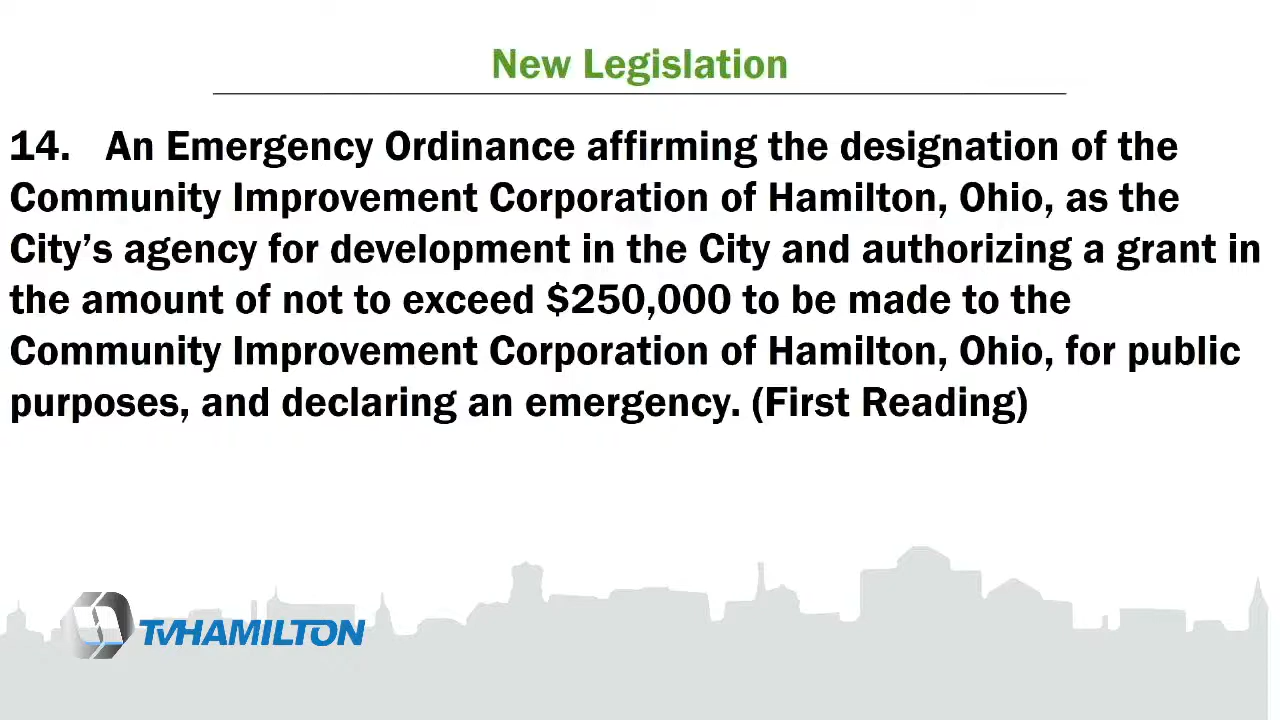 New Legislation
14. An Emergency Ordinance affirming the designation of the
Community Improvement Corporation of Hamilton, Ohio, as the
City’s agency for development in the City and authorizing a grant in
the amount of not to exceed $250,000 to be made to the
Community Improvement Corporation of Hamilton, Ohio, for public
purposes, and declaring an emergency. (First Reading)
TVHAMILTON